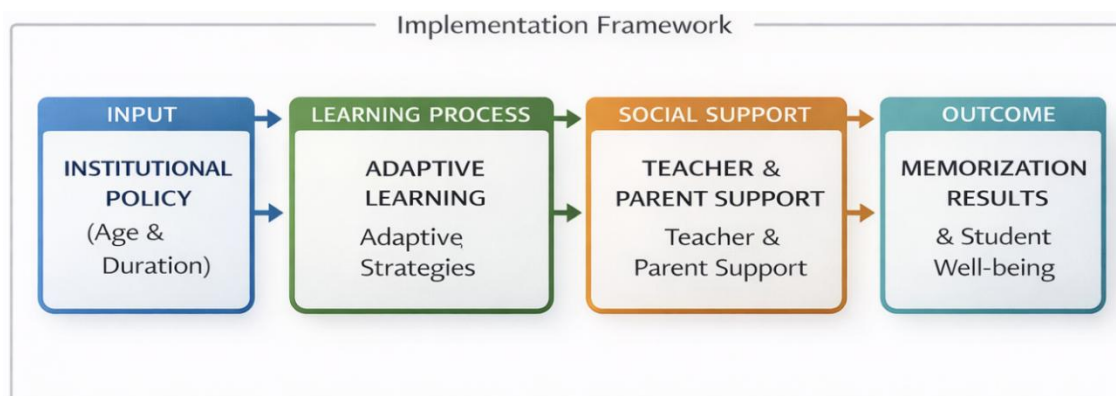 Implementation Framework
INPUT
INSTITUTIONAL
POLICY
(Age &
Duration)
LEARNING PROCESS
ADAPTIVE
LEARNING
Adaptive
Strategies
SOCIAL SUPPORT
TEACHER &
PARENT SUPPORT
Teacher &
Parent Support
OUTCOME
MEMORIZATION
RESULTS
& Student
Well-being